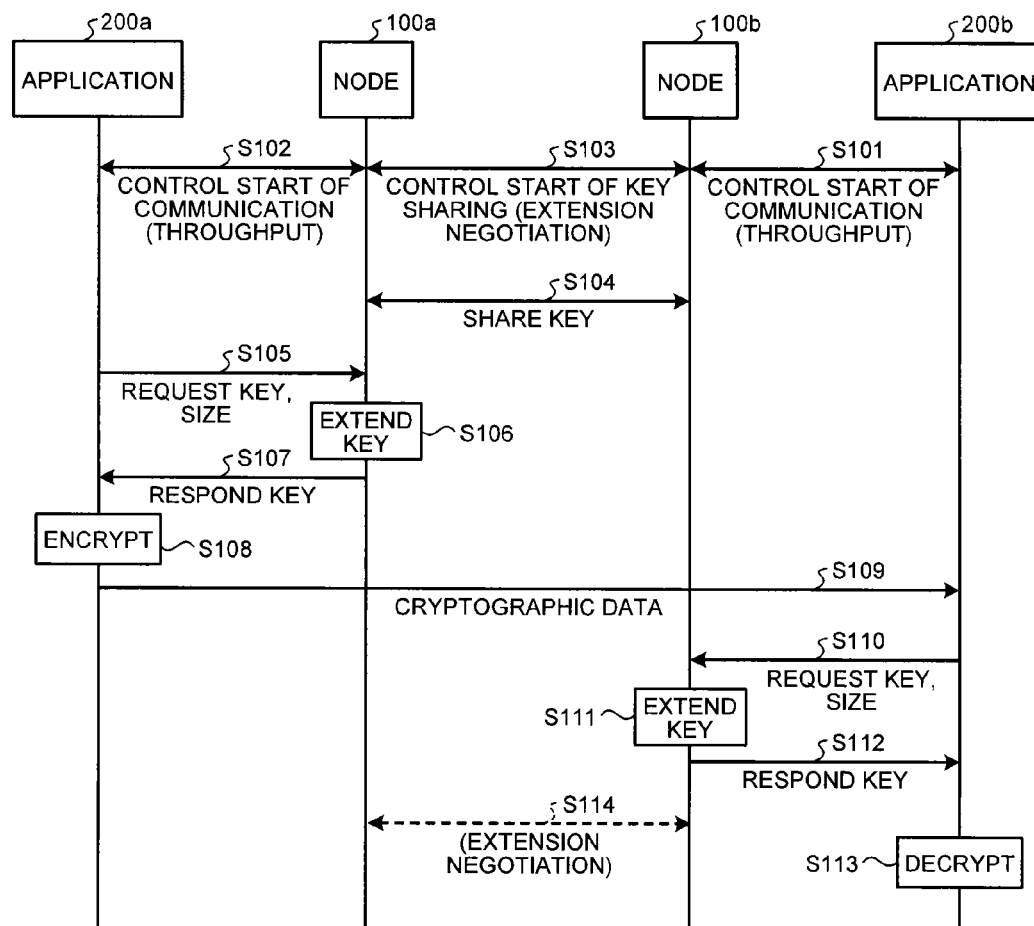 200a
100a
100b
200b
APPLICATION
NODE
NODE
APPLICATION
S102
S103
S101
CONTROL START OF
COMMUNICATION
(THROUGHPUT)
CONTROL START OF KEY
SHARING (EXTENSION
NEGOTIATION)
CONTROL START OF
COMMUNICATION
(THROUGHPUT)
S104
SHARE KEY
S105
REQUEST KEY,
SIZE
EXTEND
KEY
S106
S107
RESPOND KEY
ENCRYPT
S108
S109
CRYPTOGRAPHIC DATA
S110
REQUEST KEY,
SIZE
S111
EXTEND
KEY
S112
RESPOND KEY
S114
(EXTENSION
NEGOTIATION)
S113
DECRYPT